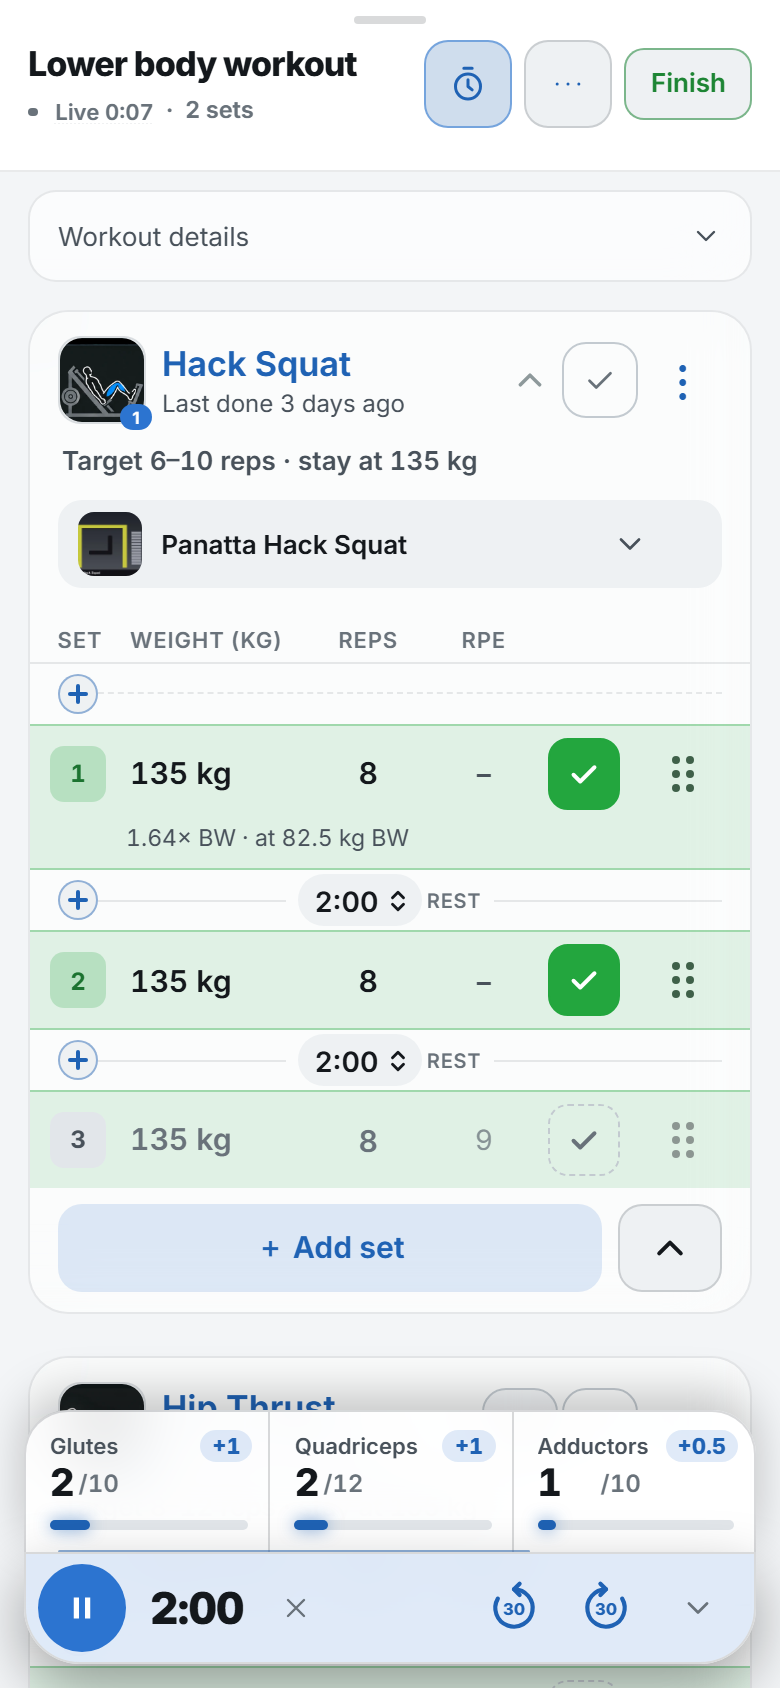 Lower body workout
Live 0:07 · 2 sets
...
Finish
Workout details
Hack Squat
Last done 3 days ago
1
Target 6–10 reps · stay at 135 kg
Panatta Hack Squat
SET WEIGHT (KG) REPS RPE
1 135 kg 8 –
1.64× BW · at 82.5 kg BW
2:00 REST
2 135 kg 8 –
2:00 REST
3 135 kg 8 9
+ Add set
Hip Thrust
Glutes +1 Quadriceps +1 Adductors +0.5
2 /10 2 /12 1 /10
2:00 30 30